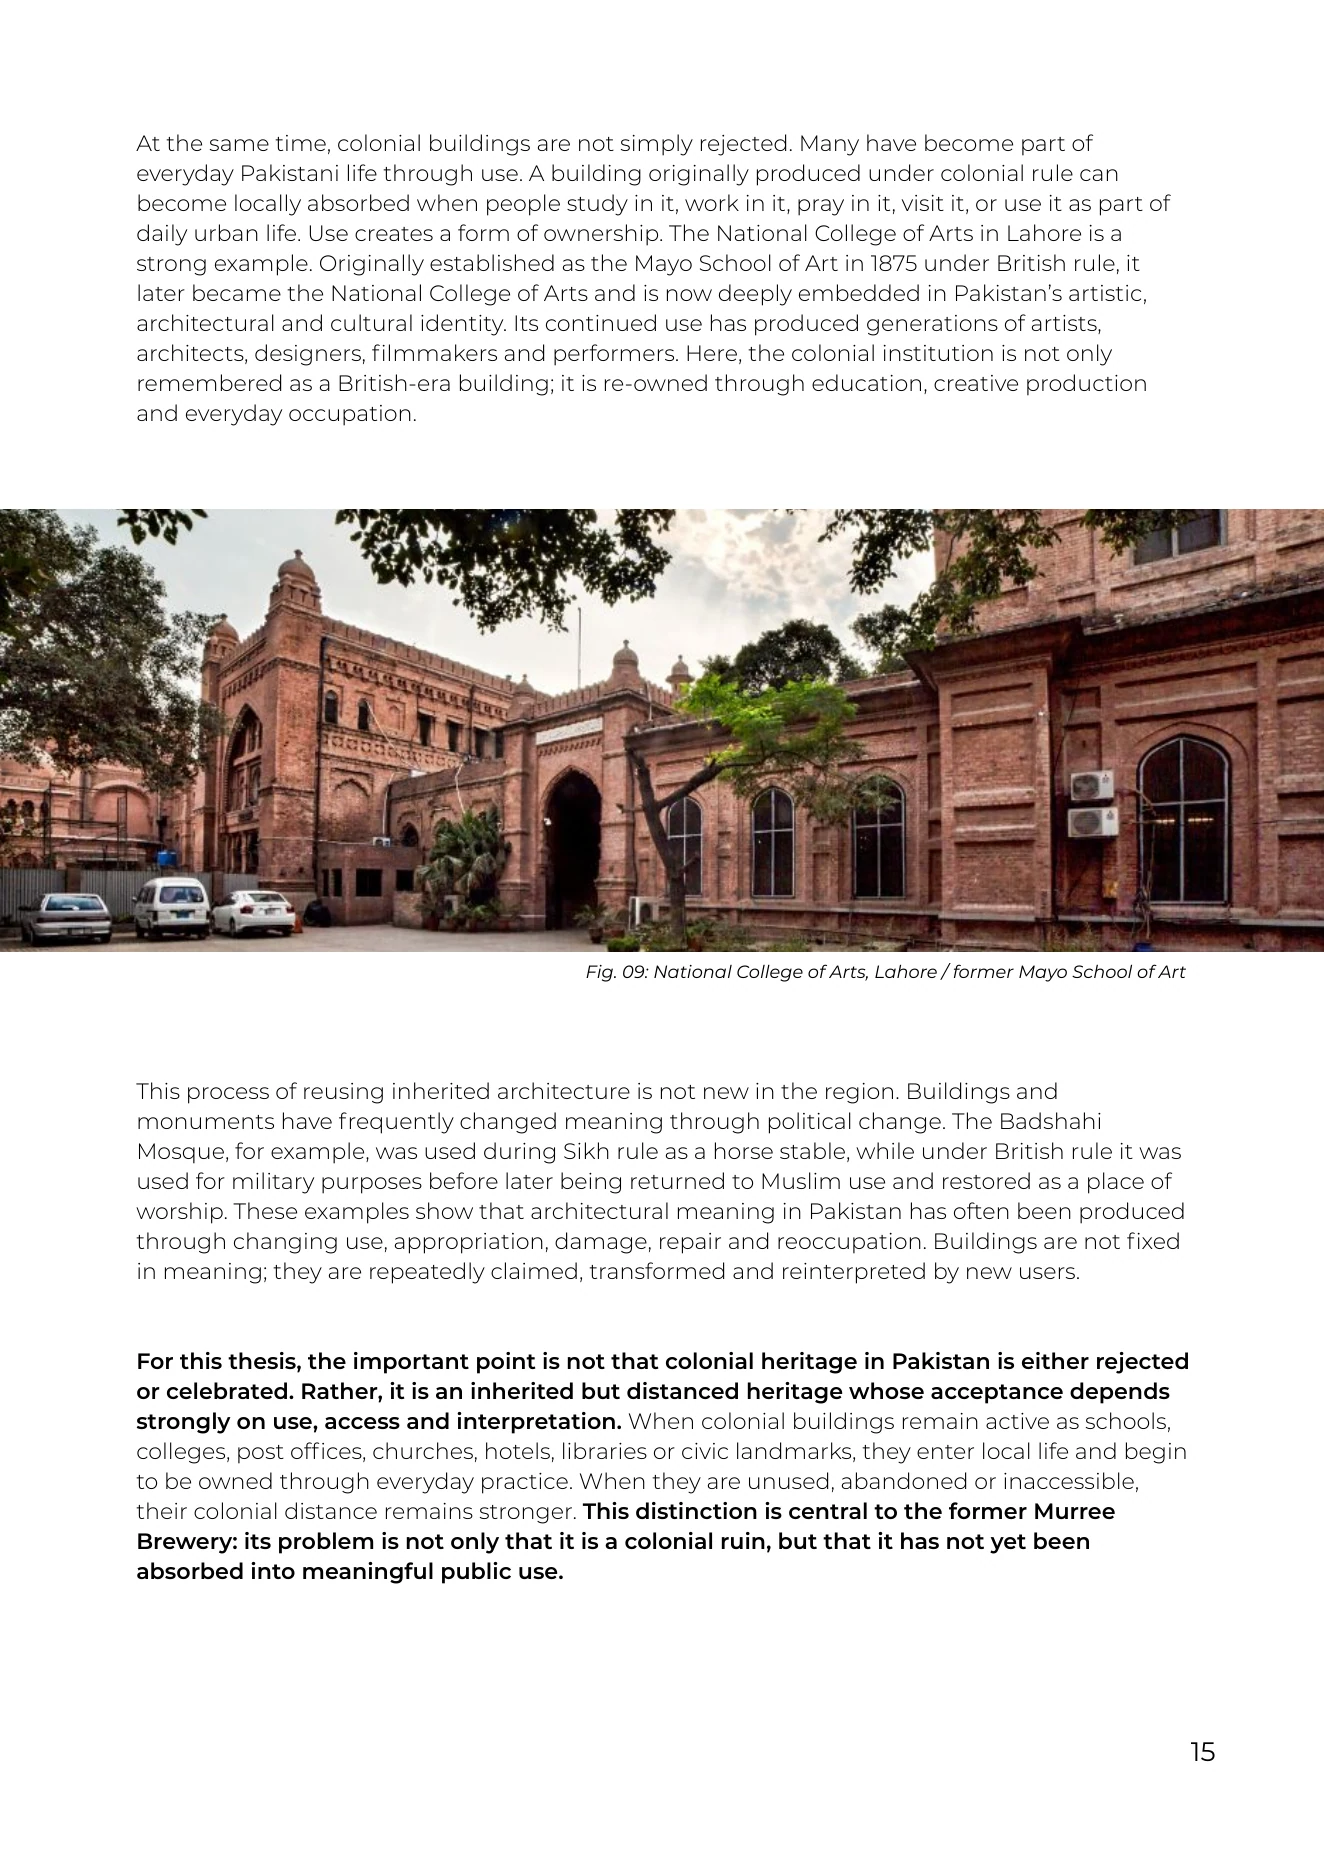 At the same time, colonial buildings are not simply rejected. Many have become part of
everyday Pakistani life through use. A building originally produced under colonial rule can
become locally absorbed when people study in it, work in it, pray in it, visit it, or use it as part of
daily urban life. Use creates a form of ownership. The National College of Arts in Lahore is a
strong example. Originally established as the Mayo School of Art in 1875 under British rule, it
later became the National College of Arts and is now deeply embedded in Pakistan’s artistic,
architectural and cultural identity. Its continued use has produced generations of artists,
architects, designers, filmmakers and performers. Here, the colonial institution is not only
remembered as a British-era building; it is re-owned through education, creative production
and everyday occupation.
Fig. 09: National College of Arts, Lahore / former Mayo School of Art
This process of reusing inherited architecture is not new in the region. Buildings and
monuments have frequently changed meaning through political change. The Badshahi
Mosque, for example, was used during Sikh rule as a horse stable, while under British rule it was
used for military purposes before later being returned to Muslim use and restored as a place of
worship. These examples show that architectural meaning in Pakistan has often been produced
through changing use, appropriation, damage, repair and reoccupation. Buildings are not fixed
in meaning; they are repeatedly claimed, transformed and reinterpreted by new users.
For this thesis, the important point is not that colonial heritage in Pakistan is either rejected
or celebrated. Rather, it is an inherited but distanced heritage whose acceptance depends
strongly on use, access and interpretation. When colonial buildings remain active as schools,
colleges, post offices, churches, hotels, libraries or civic landmarks, they enter local life and begin
to be owned through everyday practice. When they are unused, abandoned or inaccessible,
their colonial distance remains stronger. This distinction is central to the former Murree
Brewery: its problem is not only that it is a colonial ruin, but that it has not yet been
absorbed into meaningful public use.
15